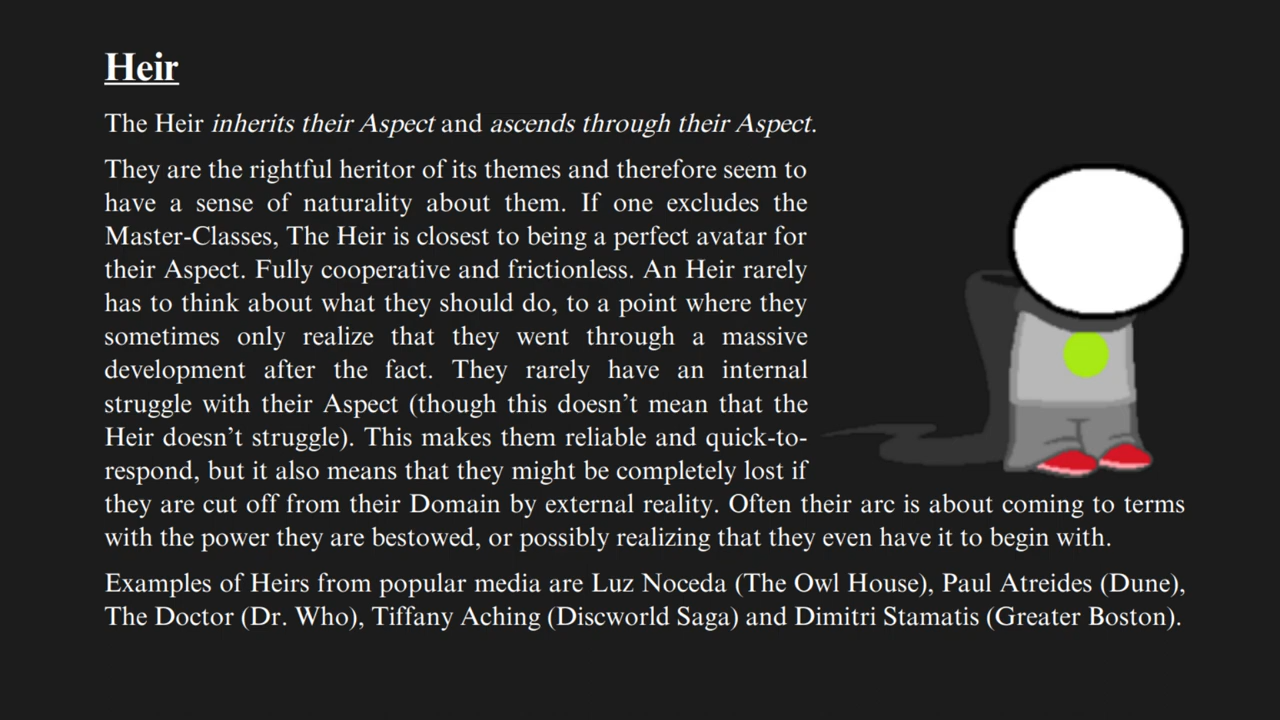 Heir
The Heir inherits their Aspect and ascends through their Aspect.
They are the rightful heritor of its themes and therefore seem to
have a sense of naturality about them. If one excludes the
Master-Classes, The Heir is closest to being a perfect avatar for
their Aspect. Fully cooperative and frictionless. An Heir rarely
has to think about what they should do, to a point where they
sometimes only realize that they went through a massive
development after the fact. They rarely have an internal
struggle with their Aspect (though this doesn’t mean that the
Heir doesn’t struggle). This makes them reliable and quick-to-
respond, but it also means that they might be completely lost if
they are cut off from their Domain by external reality. Often their arc is about coming to terms
with the power they are bestowed, or possibly realizing that they even have it to begin with.
Examples of Heirs from popular media are Luz Noceda (The Owl House), Paul Atreides (Dune),
The Doctor (Dr. Who), Tiffany Aching (Discworld Saga) and Dimitri Stamatis (Greater Boston).